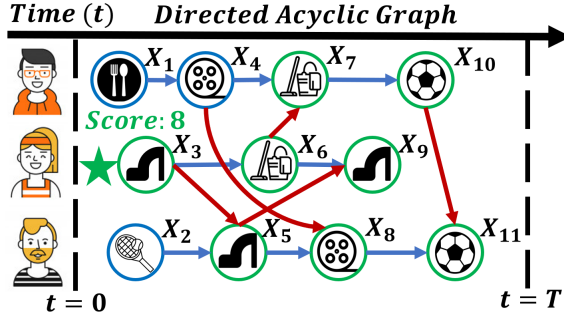 Time (t) Directed Acyclic Graph
X₁ X₄ X₇ X₁₀
Score: 8
X₃ X₆ X₉
X₂ X₅ X₈ X₁₁
t = 0 t = T